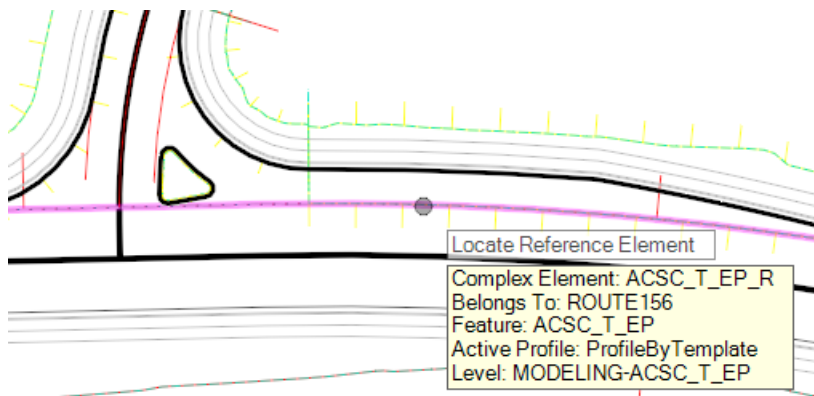 Locate Reference Element
Complex Element: ACSC_T_EP_R
Belongs To: ROUTE156
Feature: ACSC_T_EP
Active Profile: ProfileByTemplate
Level: MODELING-ACSC_T_EP